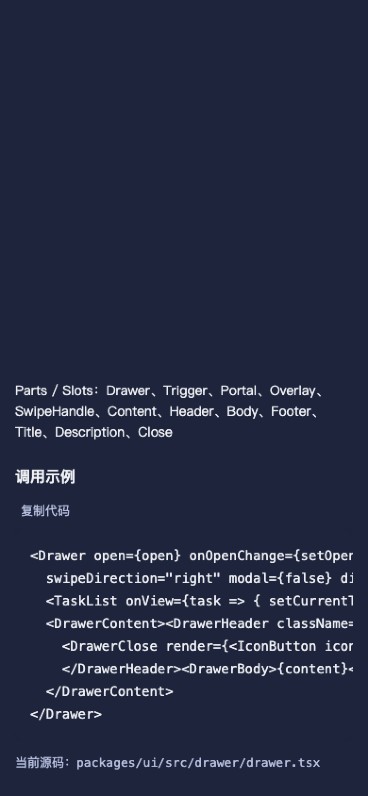 Parts / Slots：Drawer、Trigger、Portal、Overlay、
SwipeHandle、Content、Header、Body、Footer、
Title、Description、Close
调用示例
复制代码
<Drawer open={open} onOpenChange={setOpen
swipeDirection="right" modal={false} di
<TaskList onView={task => { setCurrentT
<DrawerContent><DrawerHeader className=
<DrawerClose render={<IconButton icon
</DrawerHeader><DrawerBody>{content}<
</DrawerContent>
</Drawer>
当前源码：packages/ui/src/drawer/drawer.tsx